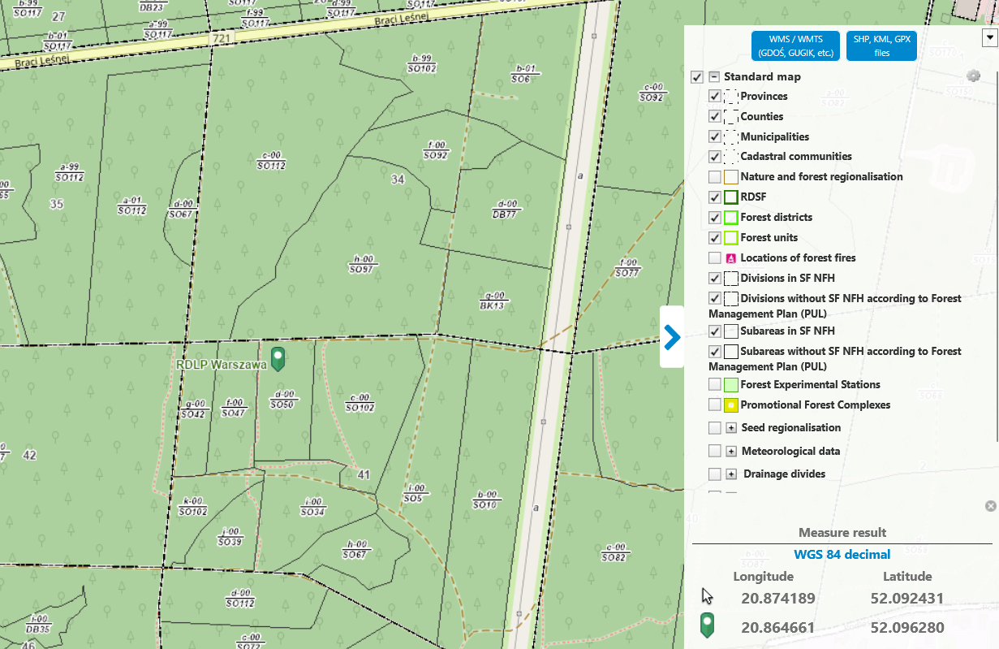 b-99
SO117
27
DB23
f-99
SO117
d-99
SO117
a-99
SO117
b-01
SO117
Braci Leśnej
721
Braci Leśnej
b-99
SO102
b-01
SO6
c-00
SO92
c-00
SO112
f-00
SO92
34
a
a-99
SO112
35
a-01
SO112
d-00
SO67
d-00
DB77
h-00
SO97
f-00
SO77
g-00
BK13
RDLP Warszawa
g-00
SO42
f-00
SO47
d-00
SO50
c-00
SO102
42
41
k-00
SO102
i-00
SO34
l-00
SO5
b-00
SO10
a
j-00
SO39
h-00
SO67
c-00
SO82
d-00
SO112
i-00
DB35
46
c-00
SO72
WMS / WMTS
(GDOŚ, GUGIK, etc.)
SHP, KML, GPX
files
Standard map
Provinces
Counties
Municipalities
Cadastral communities
Nature and forest regionalisation
RDSF
Forest districts
Forest units
Locations of forest fires
Divisions in SF NFH
Divisions without SF NFH according to Forest
Management Plan (PUL)
Subareas in SF NFH
Subareas without SF NFH according to Forest
Management Plan (PUL)
Forest Experimental Stations
Promotional Forest Complexes
Seed regionalisation
Meteorological data
Drainage divides
Measure result
WGS 84 decimal
Longitude Latitude
20.874189 52.092431
20.864661 52.096280